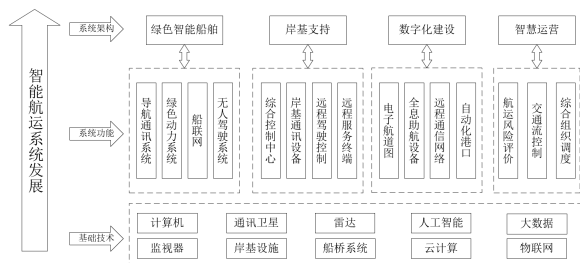 智能航运系统发展
系统架构
绿色智能船舶
岸基支持
数字化建设
智慧运营
系统功能
导航通讯系统
绿色动力系统
船联网
无人驾驶系统
综合控制中心
岸基通讯设备
远程驾驶控制
远程服务终端
电子航道图
全息助航设备
远程通信网络
自动化港口
航运风险评价
交通流控制
综合组织调度
基础技术
计算机
通讯卫星
雷达
人工智能
大数据
监视器
岸基设施
船桥系统
云计算
物联网